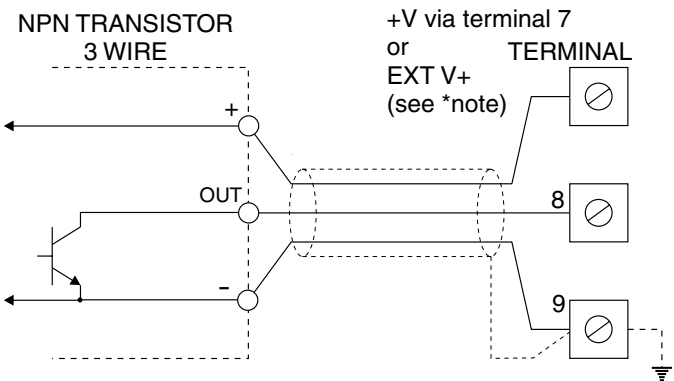 NPN TRANSISTOR
3 WIRE
+V via terminal 7
or
EXT V+
(see *note)
TERMINAL
+
OUT
8
-
9